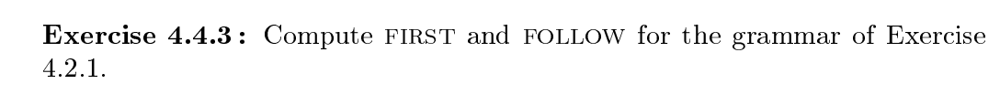 Exercise 4.4.3: Compute FIRST and FOLLOW for the grammar of Exercise
4.2.1.